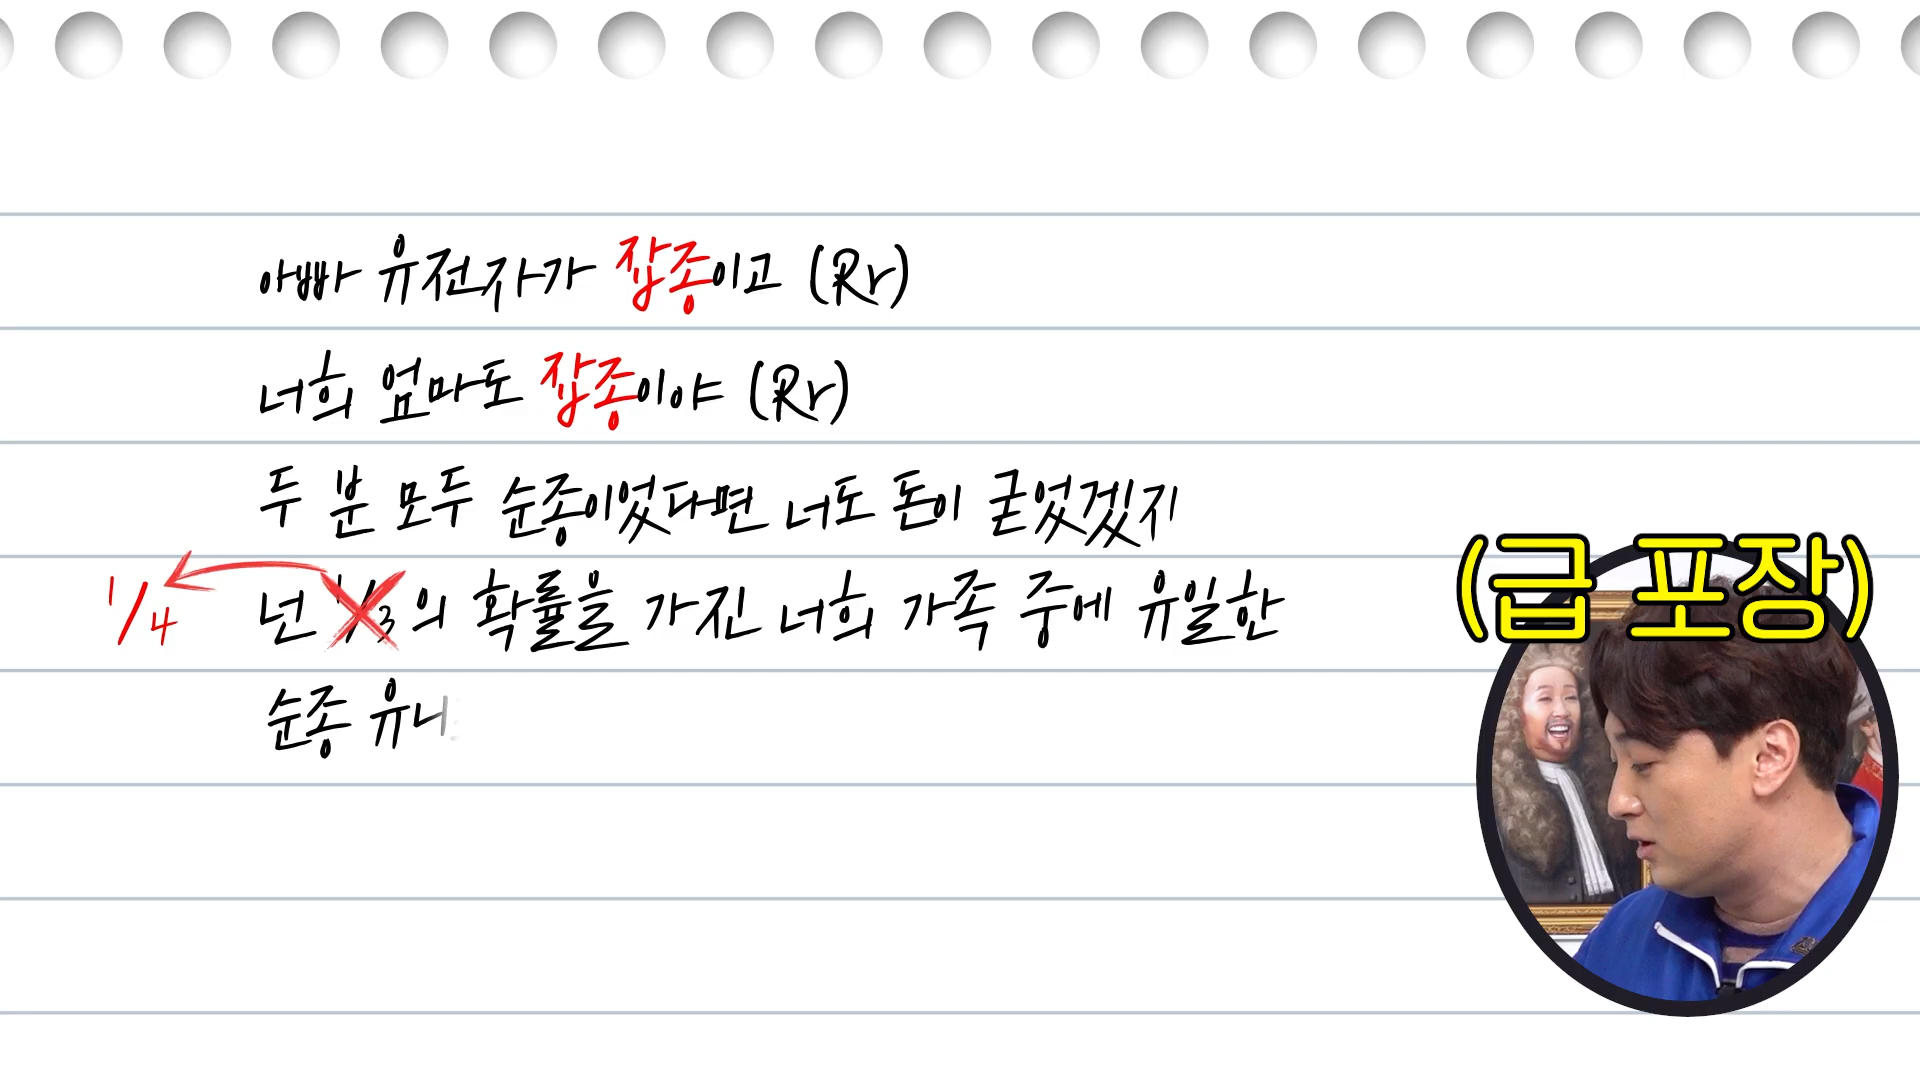 아빠 유전자가 잡종이고 (Rr)
너희 엄마도 잡종이야 (Rr)
두 분 모두 순종이었다면 너도 돈이 굳었겠지
1/4 넌 1/3의 확률을 가진 너희 가족 중에 유일한
순종 유니
(급 포장)